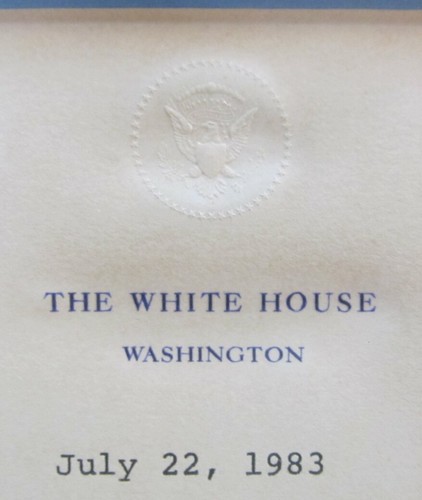 THE WHITE HOUSE
WASHINGTON
July 22, 1983